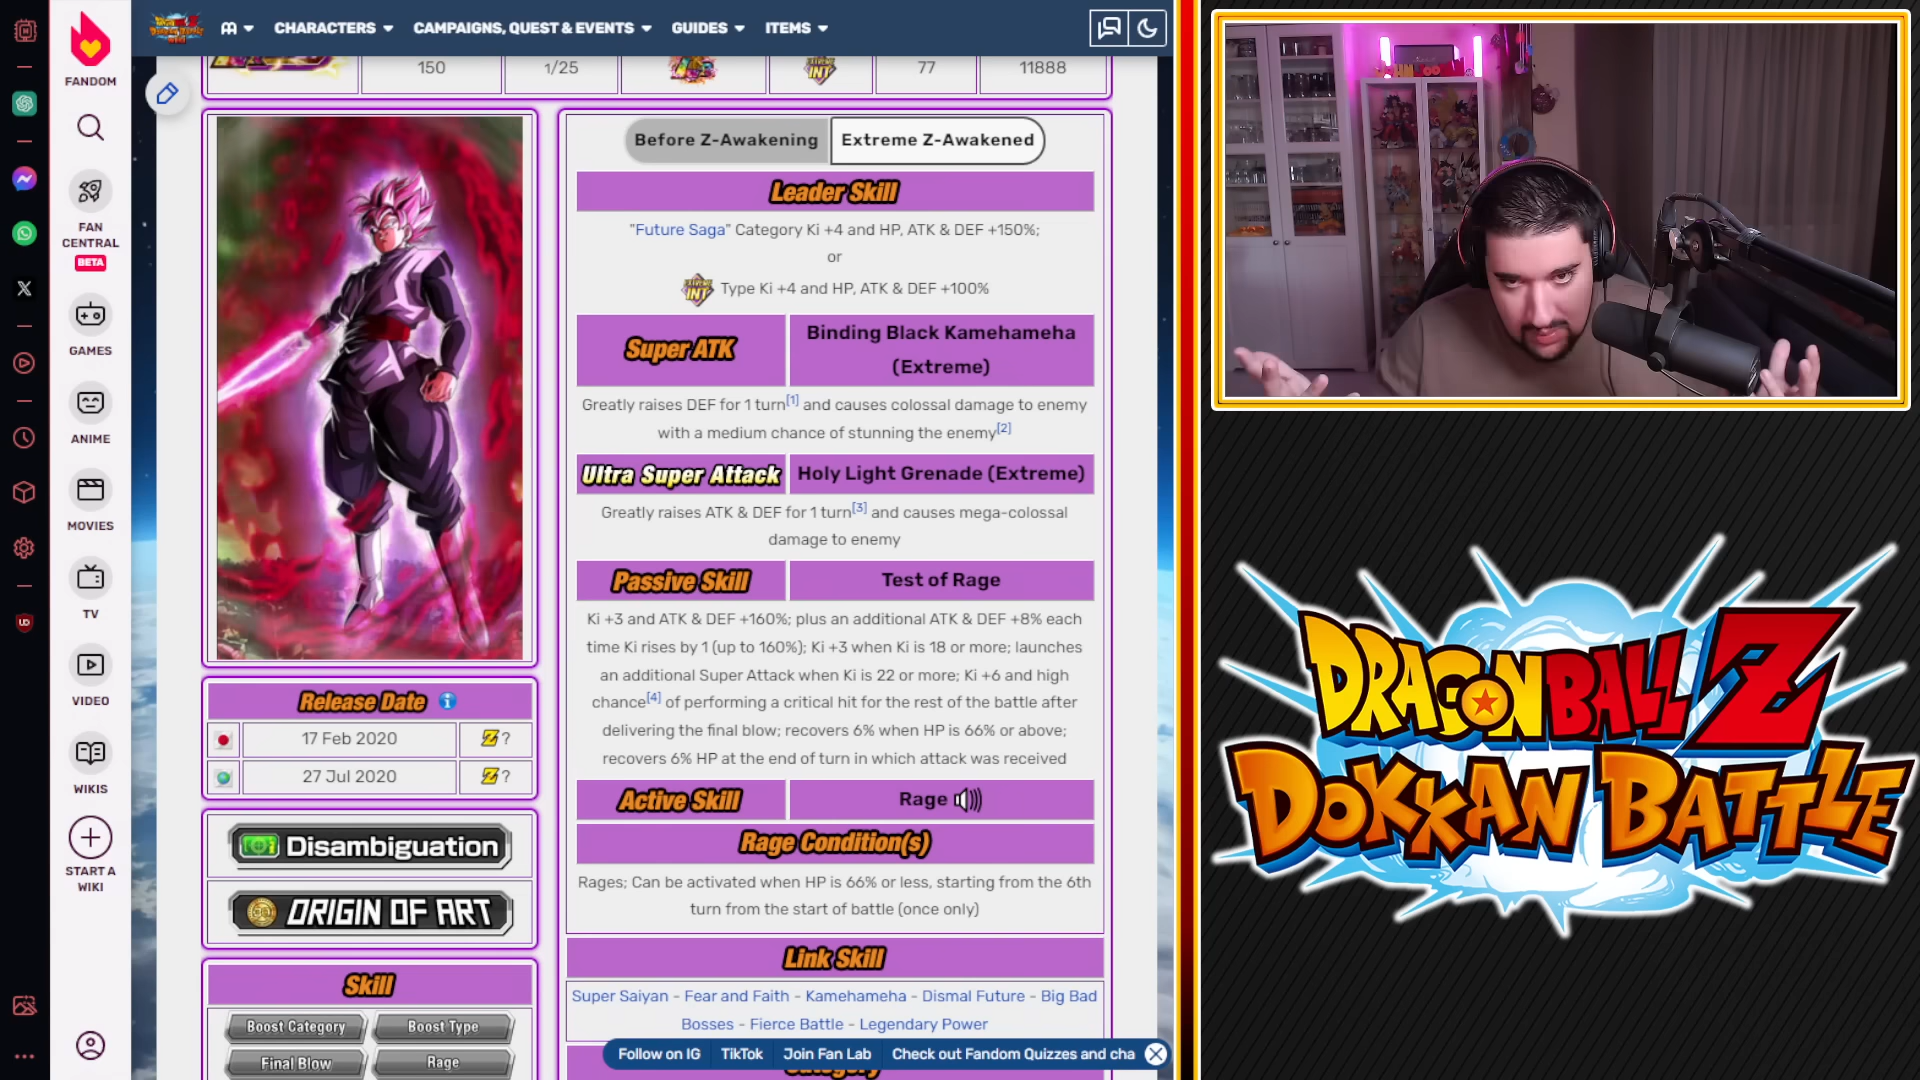 CHARACTERS
CAMPAIGNS, QUEST & EVENTS
GUIDES
ITEMS
FANDOM
FAN
CENTRAL
BETA
GAMES
ANIME
MOVIES
TV
VIDEO
WIKIS
START A
WIKI
150
1/25
EXTREME
INT
77
11888
Before Z-Awakening
Extreme Z-Awakened
Leader Skill
"Future Saga" Category Ki +4 and HP, ATK & DEF +150%;
or
EXTREME
INT
Type Ki +4 and HP, ATK & DEF +100%
Super ATK
Binding Black Kamehameha
(Extreme)
Greatly raises DEF for 1 turn[1] and causes colossal damage to enemy
with a medium chance of stunning the enemy[2]
Ultra Super Attack
Holy Light Grenade (Extreme)
Greatly raises ATK & DEF for 1 turn[3] and causes mega-colossal
damage to enemy
Passive Skill
Test of Rage
Ki +3 and ATK & DEF +160%; plus an additional ATK & DEF +8% each
time Ki rises by 1 (up to 160%); Ki +3 when Ki is 18 or more; launches
an additional Super Attack when Ki is 22 or more; Ki +6 and high
chance[4] of performing a critical hit for the rest of the battle after
delivering the final blow; recovers 6% when HP is 66% or above;
recovers 6% HP at the end of turn in which attack was received
Active Skill
Rage
Rage Condition(s)
Rages; Can be activated when HP is 66% or less, starting from the 6th
turn from the start of battle (once only)
Link Skill
Super Saiyan - Fear and Faith - Kamehameha - Dismal Future - Big Bad
Bosses - Fierce Battle - Legendary Power
Category
Release Date
17 Feb 2020
Z ?
27 Jul 2020
Z ?
Disambiguation
ORIGIN OF ART
Skill
Boost Category
Boost Type
Final Blow
Rage
Follow on IG
TikTok
Join Fan Lab
Check out Fandom Quizzes and cha
UD
DRAGON BALL Z
DOKKAN BATTLE